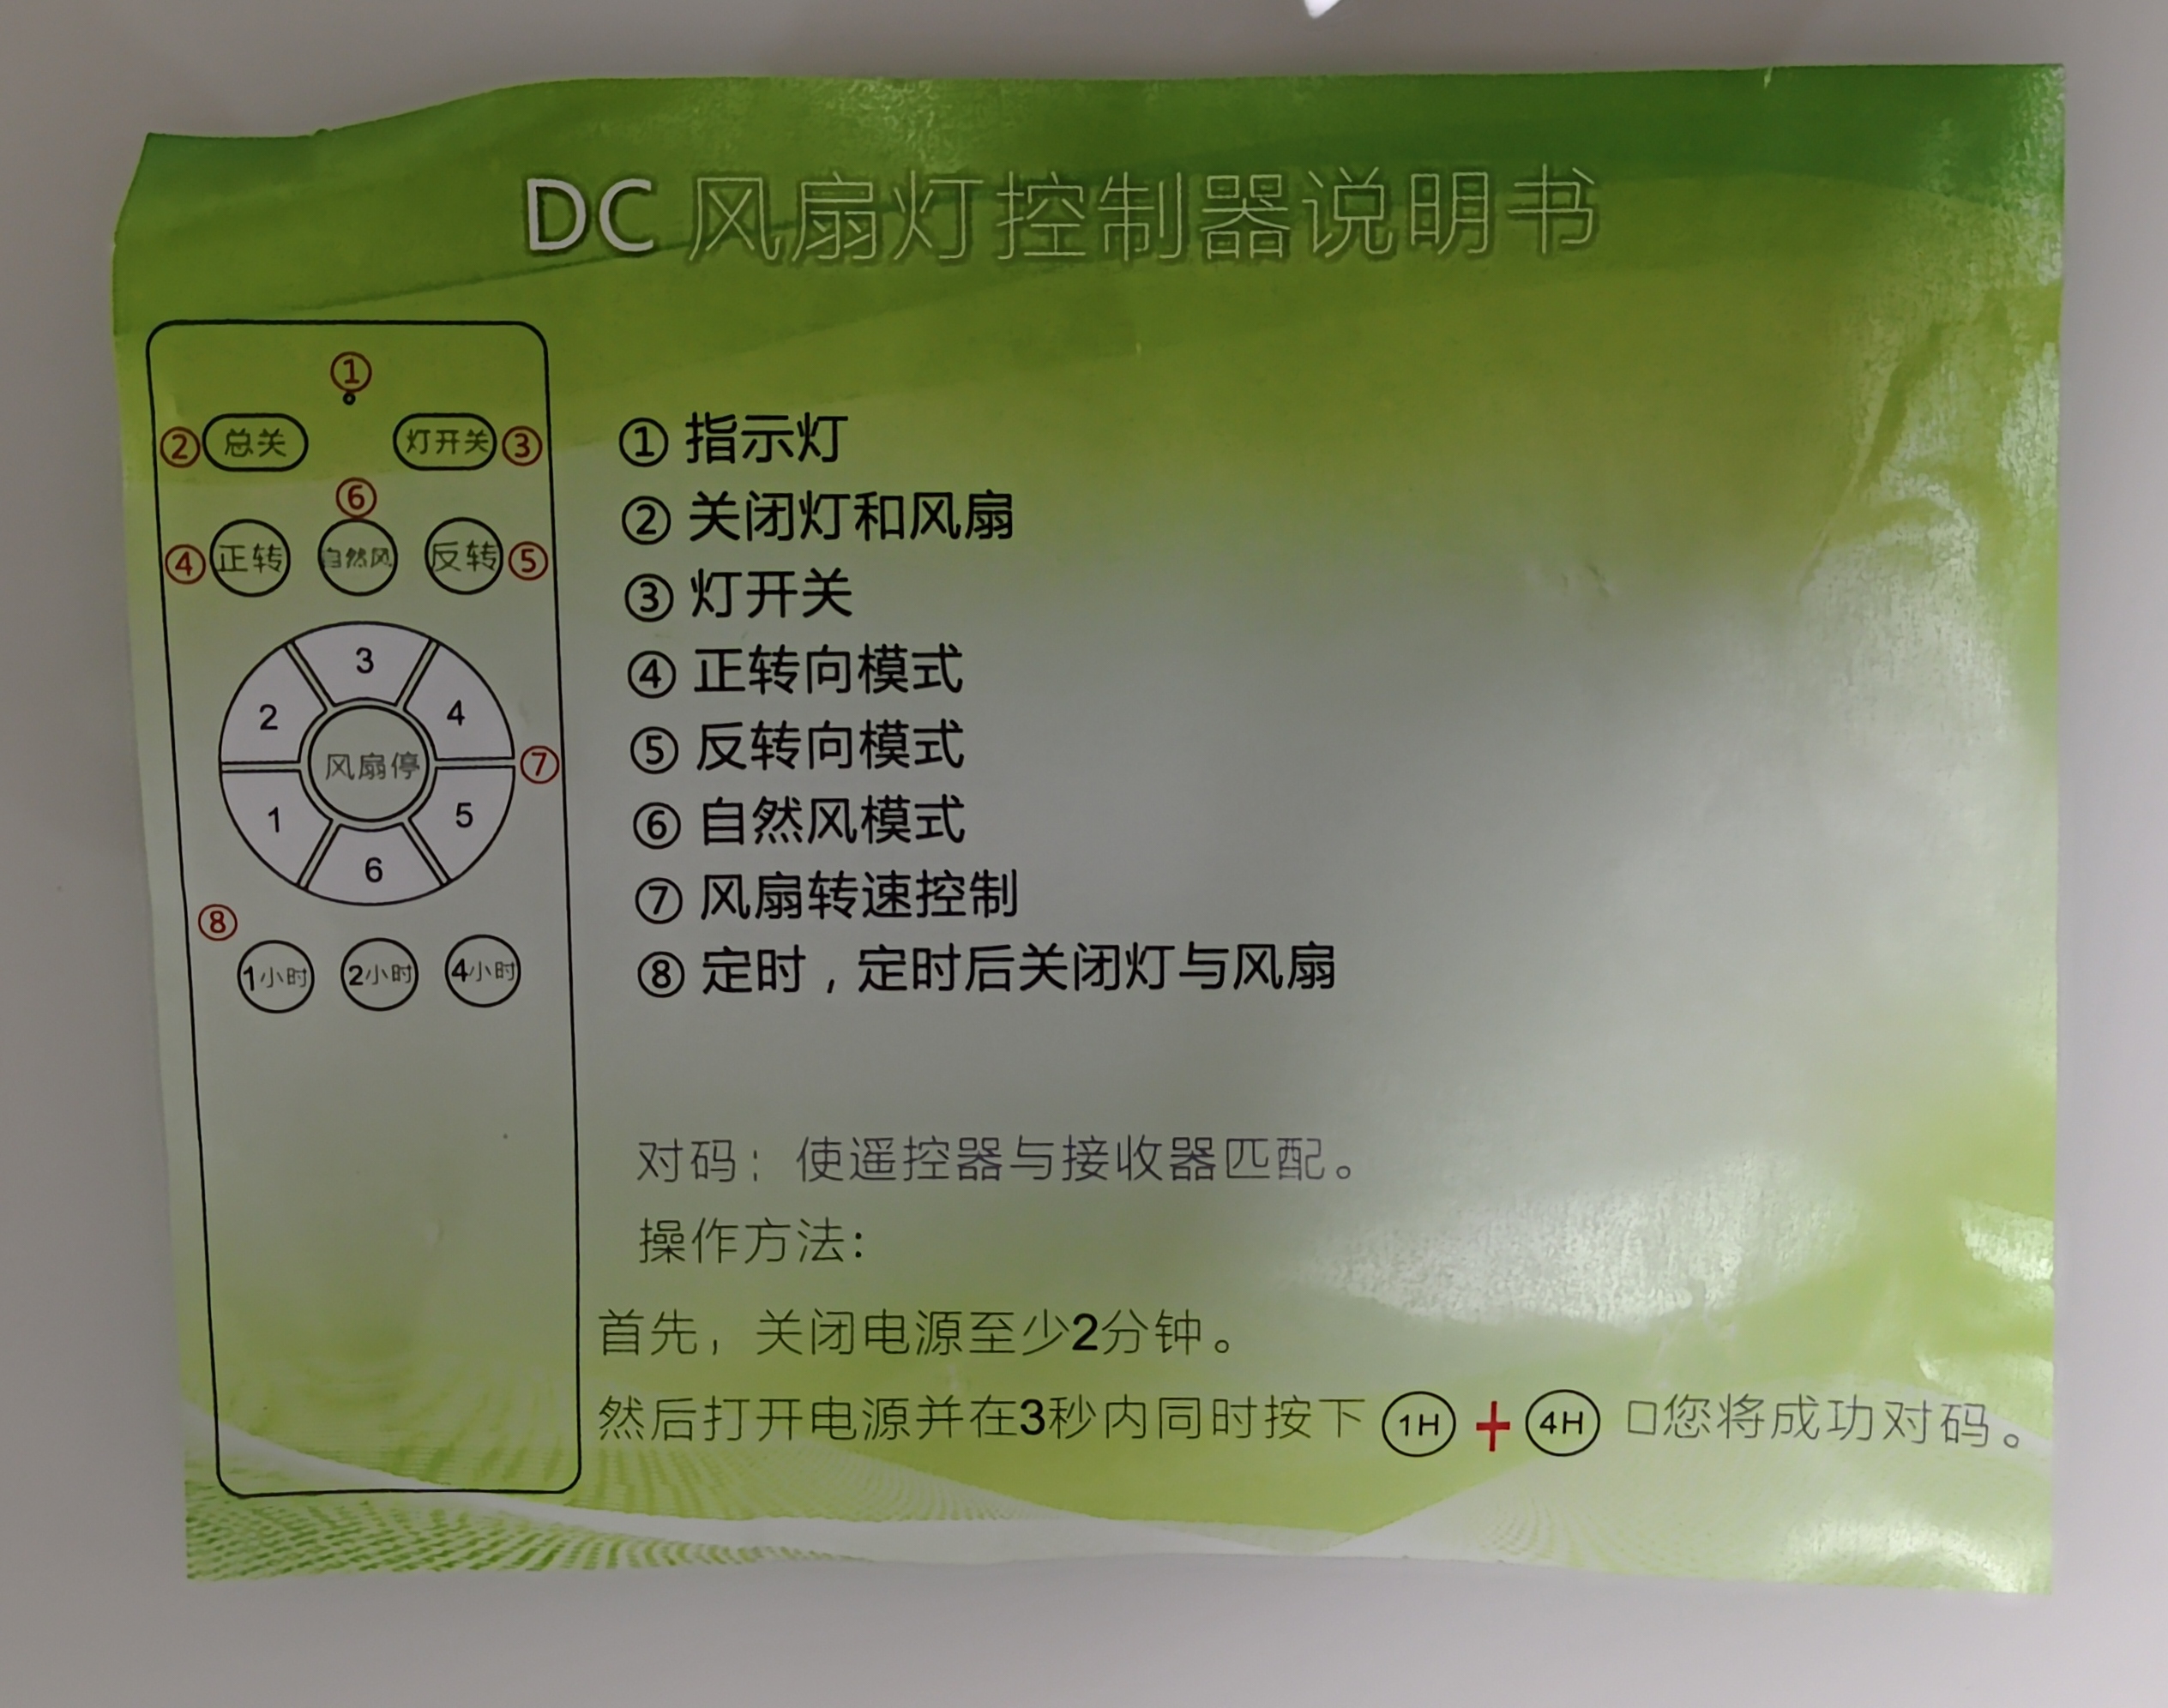 DC 风扇灯控制器说明书
①
② 总关 灯开关 ③
⑥
④ 正转 自然风 反转 ⑤
3
2 4
风扇停 ⑦
1 5
6
⑧
1小时 2小时 4小时
① 指示灯
② 关闭灯和风扇
③ 灯开关
④ 正转向模式
⑤ 反转向模式
⑥ 自然风模式
⑦ 风扇转速控制
⑧ 定时，定时后关闭灯与风扇
对码：使遥控器与接收器匹配。
操作方法:
首先，关闭电源至少2分钟。
然后打开电源并在3秒内同时按下 1H + 4H □您将成功对码。